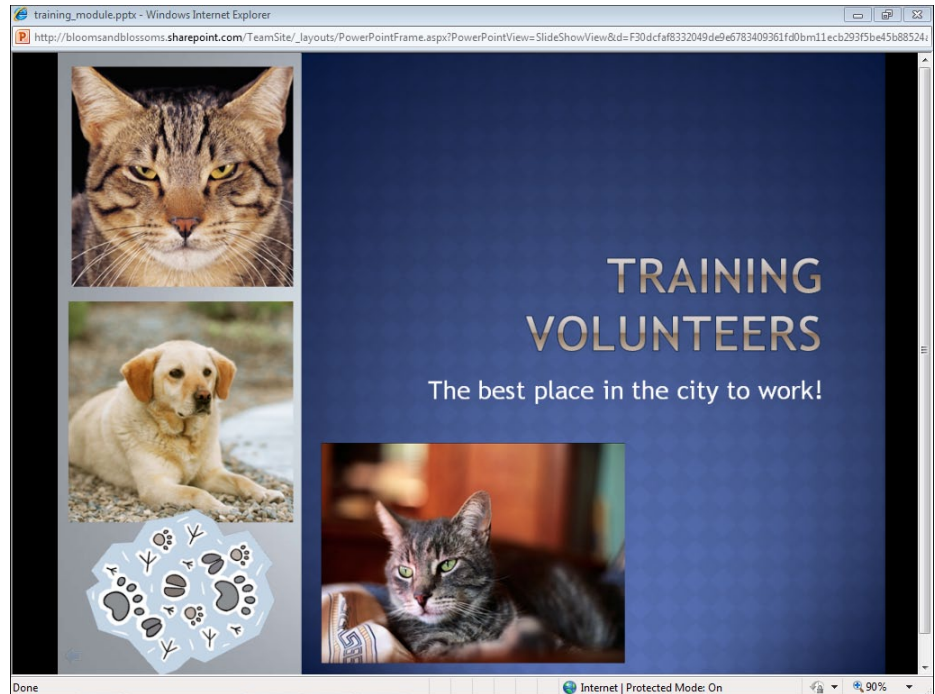 training_module.pptx - Windows Internet Explorer
http://bloomsandblossoms.sharepoint.com/TeamSite/_layouts/PowerPointFrame.aspx?PowerPointView=SlideShowView&d=F30dcfaf8332049de9e6783409361fd0bm11ecb293f5be45b88524a
TRAINING
VOLUNTEERS
The best place in the city to work!
Done
Internet | Protected Mode: On
90%